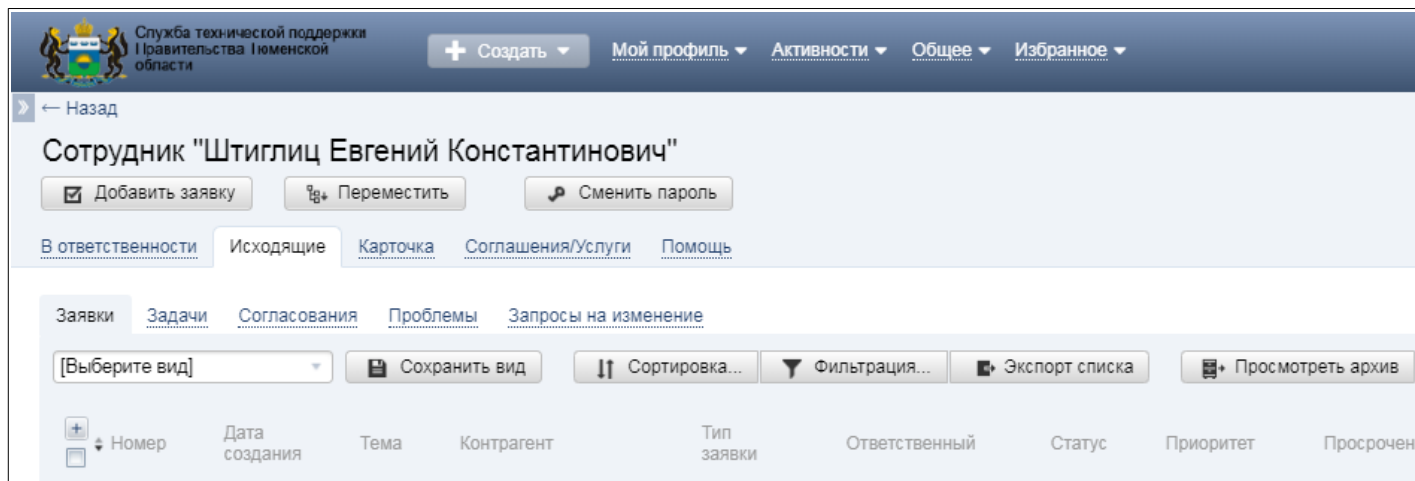 Служба технической поддержки
Правительства Тюменской
области
Создать
Мой профиль
Активности
Общее
Избранное
← Назад
Сотрудник "Штиглиц Евгений Константинович"
Добавить заявку
Переместить
Сменить пароль
В ответственности
Исходящие
Карточка
Соглашения/Услуги
Помощь
Заявки
Задачи
Согласования
Проблемы
Запросы на изменение
[Выберите вид]
Сохранить вид
Сортировка...
Фильтрация...
Экспорт списка
Просмотреть архив
Номер
Дата
создания
Тема
Контрагент
Тип
заявки
Ответственный
Статус
Приоритет
Просрочен